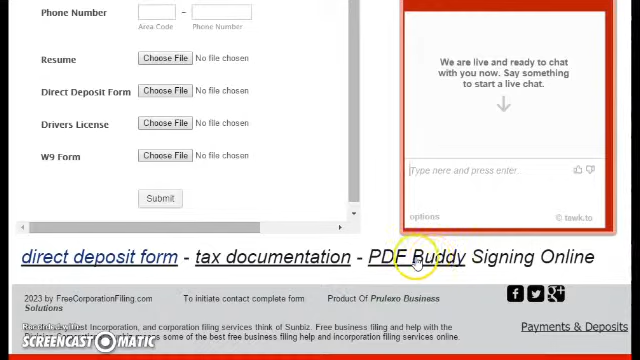 Phone Number
-
Area Code
Phone Number
Resume
Choose File No file chosen
Direct Deposit Form
Choose File No file chosen
Drivers License
Choose File No file chosen
W9 Form
Choose File No file chosen
Submit
We are live and ready to chat
with you now. Say something
to start a live chat.
Type here and press enter..
options
© tawk.to
direct deposit form - tax documentation - PDF Buddy Signing Online
2023 by FreeCorporationFiling.com
Solutions
To initiate contact complete form
Product Of Prulexo Business
Payments & Deposits
Incorporation, and corporation filing services think of Sunbiz. Free business filing and help with the
some of the best free business filing help and incorporating services online.
Recorded by
SCREENCAST MATIC